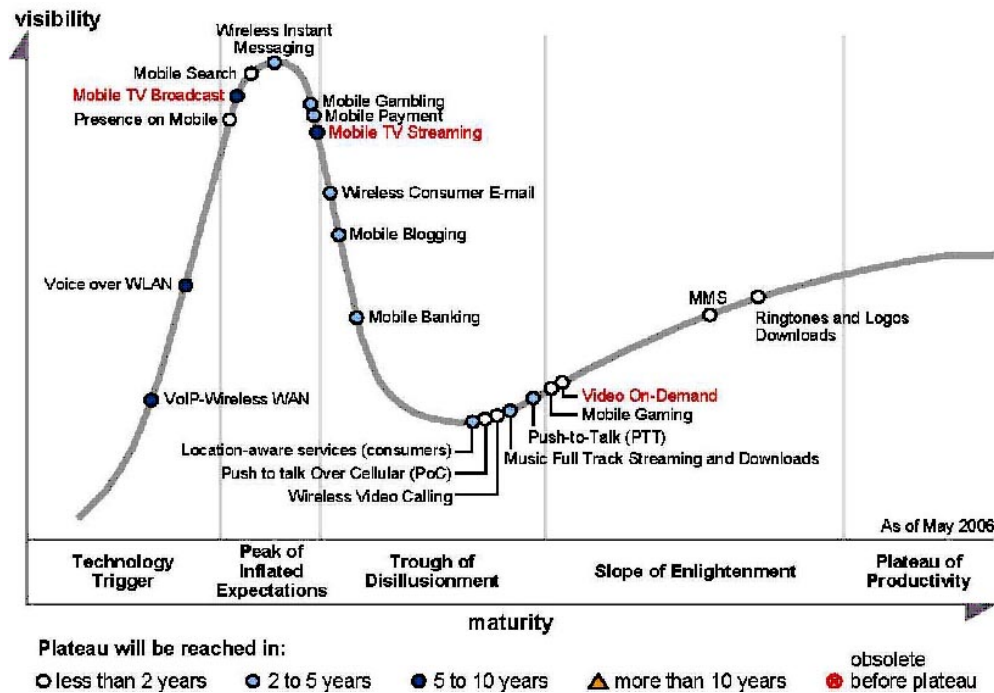 visibility
Wireless Instant
Messaging
Mobile Search
Mobile TV Broadcast
Presence on Mobile
Mobile Gambling
Mobile Payment
Mobile TV Streaming
Wireless Consumer E-mail
Mobile Blogging
Voice over WLAN
Mobile Banking
MMS
Ringtones and Logos
Downloads
VoIP-Wireless WAN
Video On-Demand
Mobile Gaming
Push-to-Talk (PTT)
Location-aware services (consumers)
Music Full Track Streaming and Downloads
Push to talk Over Cellular (PoC)
Wireless Video Calling
As of May 2006
Technology
Trigger
Peak of
Inflated
Expectations
Trough of
Disillusionment
Slope of Enlightenment
Plateau of
Productivity
maturity
Plateau will be reached in:
less than 2 years
2 to 5 years
5 to 10 years
more than 10 years
obsolete
before plateau